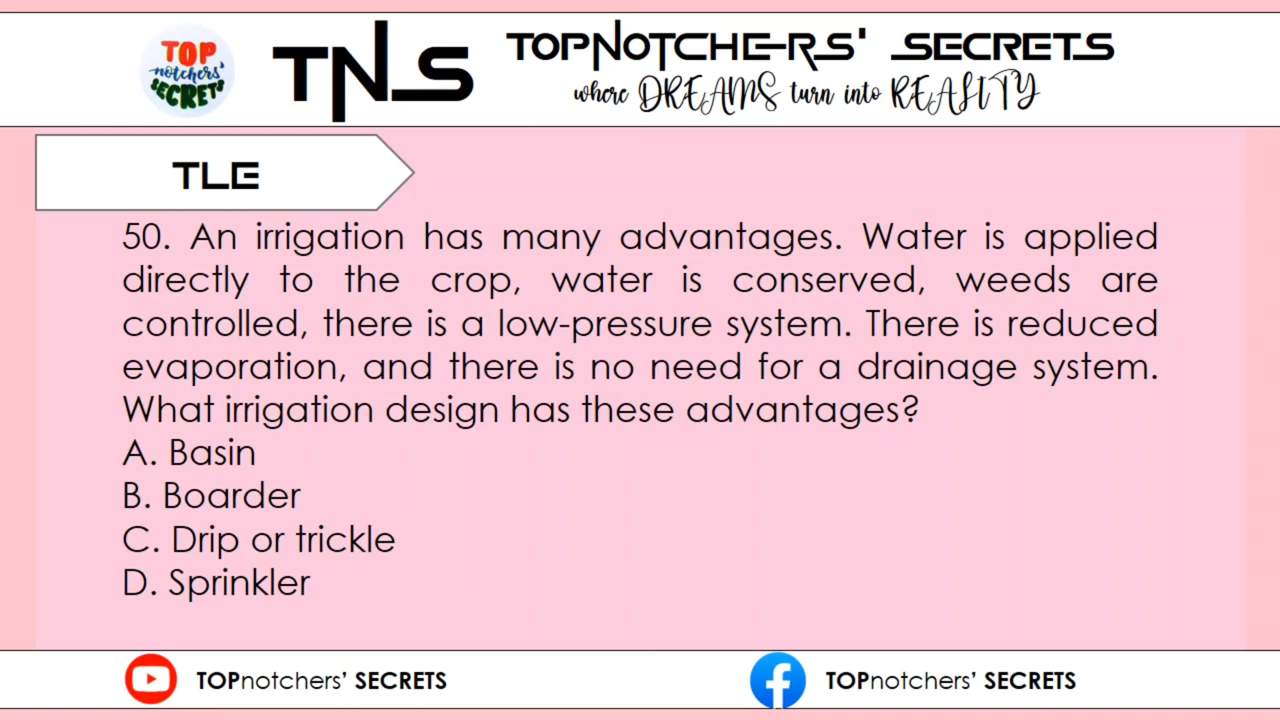 TOP
notchers'
SECRETS
TNS
TOPNOTCHERS' SECRETS
where DREAMS turn into REALITY
TLE
50. An irrigation has many advantages. Water is applied
directly to the crop, water is conserved, weeds are
controlled, there is a low-pressure system. There is reduced
evaporation, and there is no need for a drainage system.
What irrigation design has these advantages?
A. Basin
B. Boarder
C. Drip or trickle
D. Sprinkler
TOPnotchers' SECRETS
TOPnotchers' SECRETS